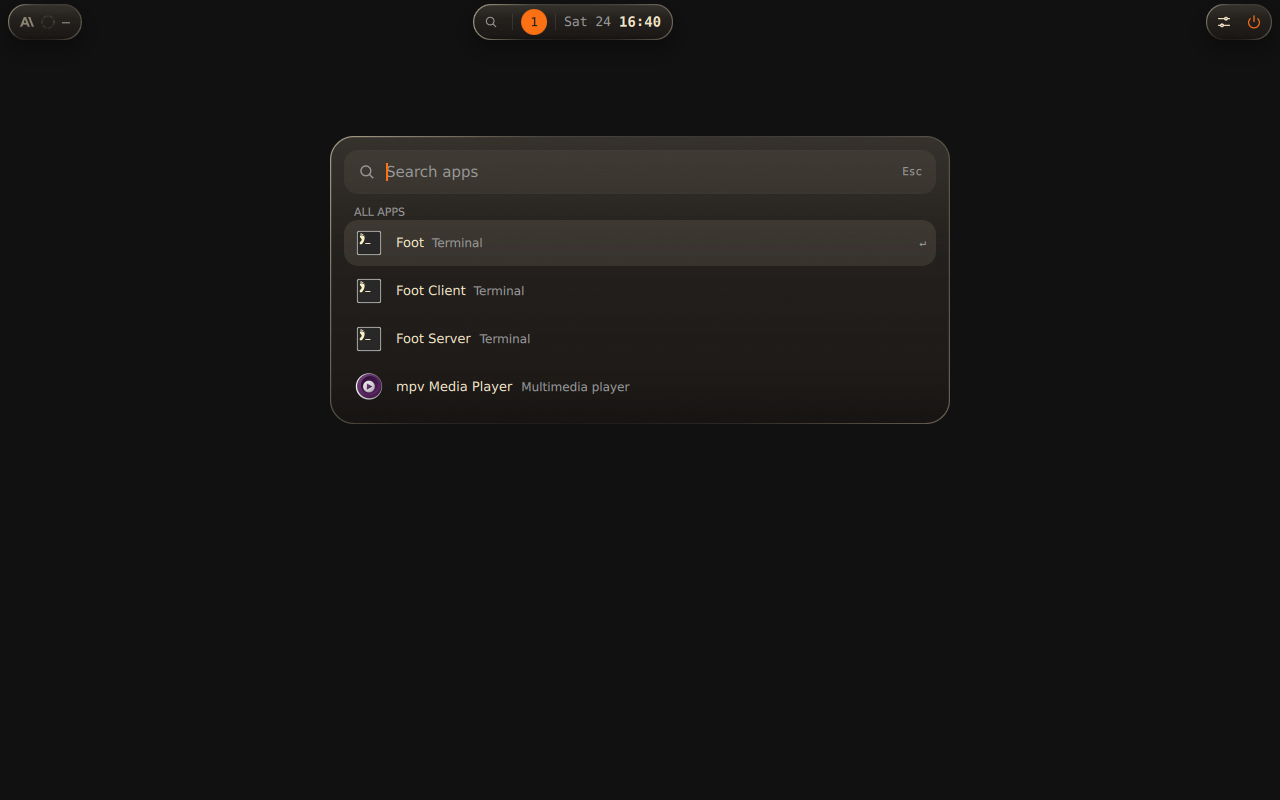 A\ –
1 Sat 24 16:40
Search apps Esc
ALL APPS
Foot Terminal ↵
Foot Client Terminal
Foot Server Terminal
mpv Media Player Multimedia player